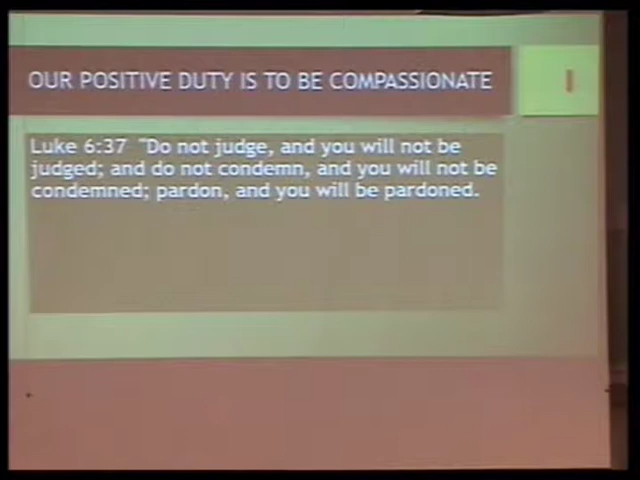 OUR POSITIVE DUTY IS TO BE COMPASSIONATE
Luke 6:37 "Do not judge, and you will not be
judged; and do not condemn, and you will not be
condemned; pardon, and you will be pardoned.